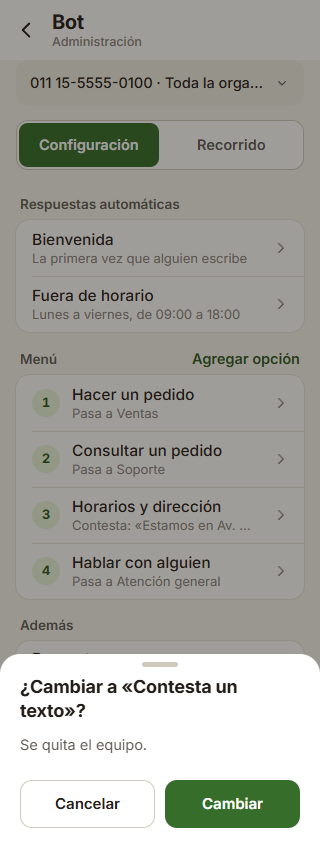 Bot
Administración
011 15-5555-0100 · Toda la orga...
Configuración
Recorrido
Respuestas automáticas
Bienvenida
La primera vez que alguien escribe
Fuera de horario
Lunes a viernes, de 09:00 a 18:00
Menú
Agregar opción
1
Hacer un pedido
Pasa a Ventas
2
Consultar un pedido
Pasa a Soporte
3
Horarios y dirección
Contesta: «Estamos en Av. ...
4
Hablar con alguien
Pasa a Atención general
Además
¿Cambiar a «Contesta un
texto»?
Se quita el equipo.
Cancelar
Cambiar